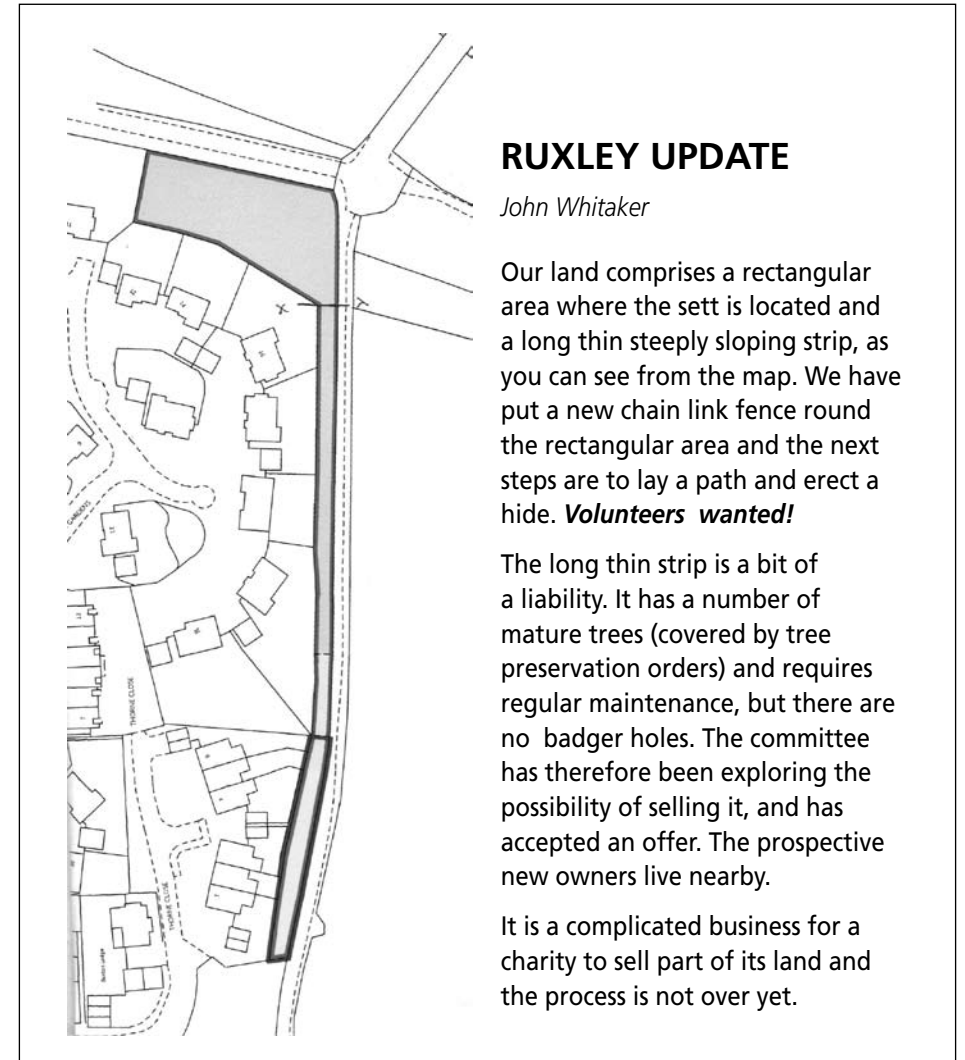 RUXLEY UPDATE
John Whitaker
Our land comprises a rectangular
area where the sett is located and
a long thin steeply sloping strip, as
you can see from the map. We have
put a new chain link fence round
the rectangular area and the next
steps are to lay a path and erect a
hide. Volunteers wanted!
The long thin strip is a bit of
a liability. It has a number of
mature trees (covered by tree
preservation orders) and requires
regular maintenance, but there are
no badger holes. The committee
has therefore been exploring the
possibility of selling it, and has
accepted an offer. The prospective
new owners live nearby.
It is a complicated business for a
charity to sell part of its land and
the process is not over yet.
X
GARDENS
THORNE CLOSE
THORNE CLOSE